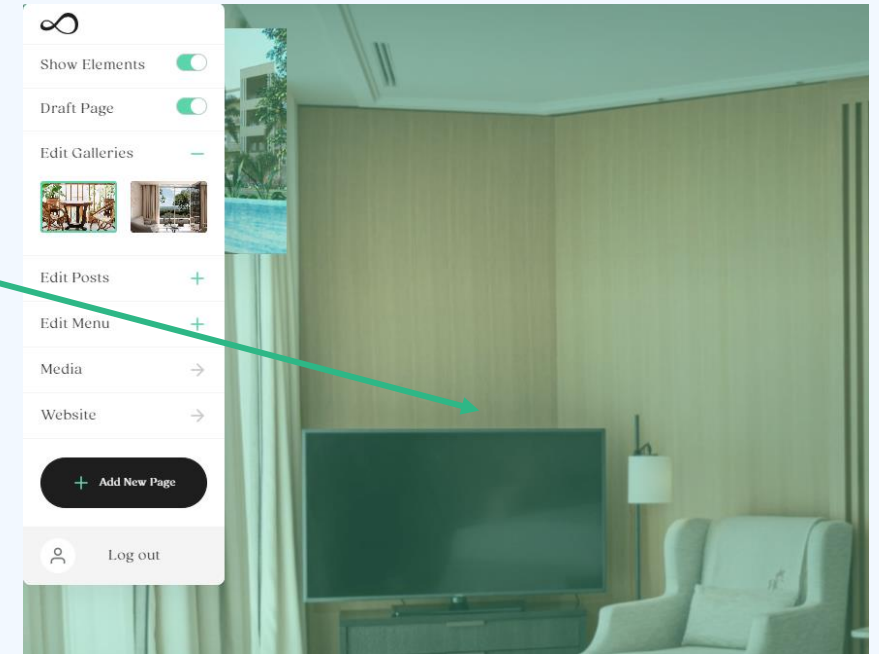 Show Elements
Draft Page
Edit Galleries
Edit Posts
Edit Menu
Media
Website
Add New Page
Log out